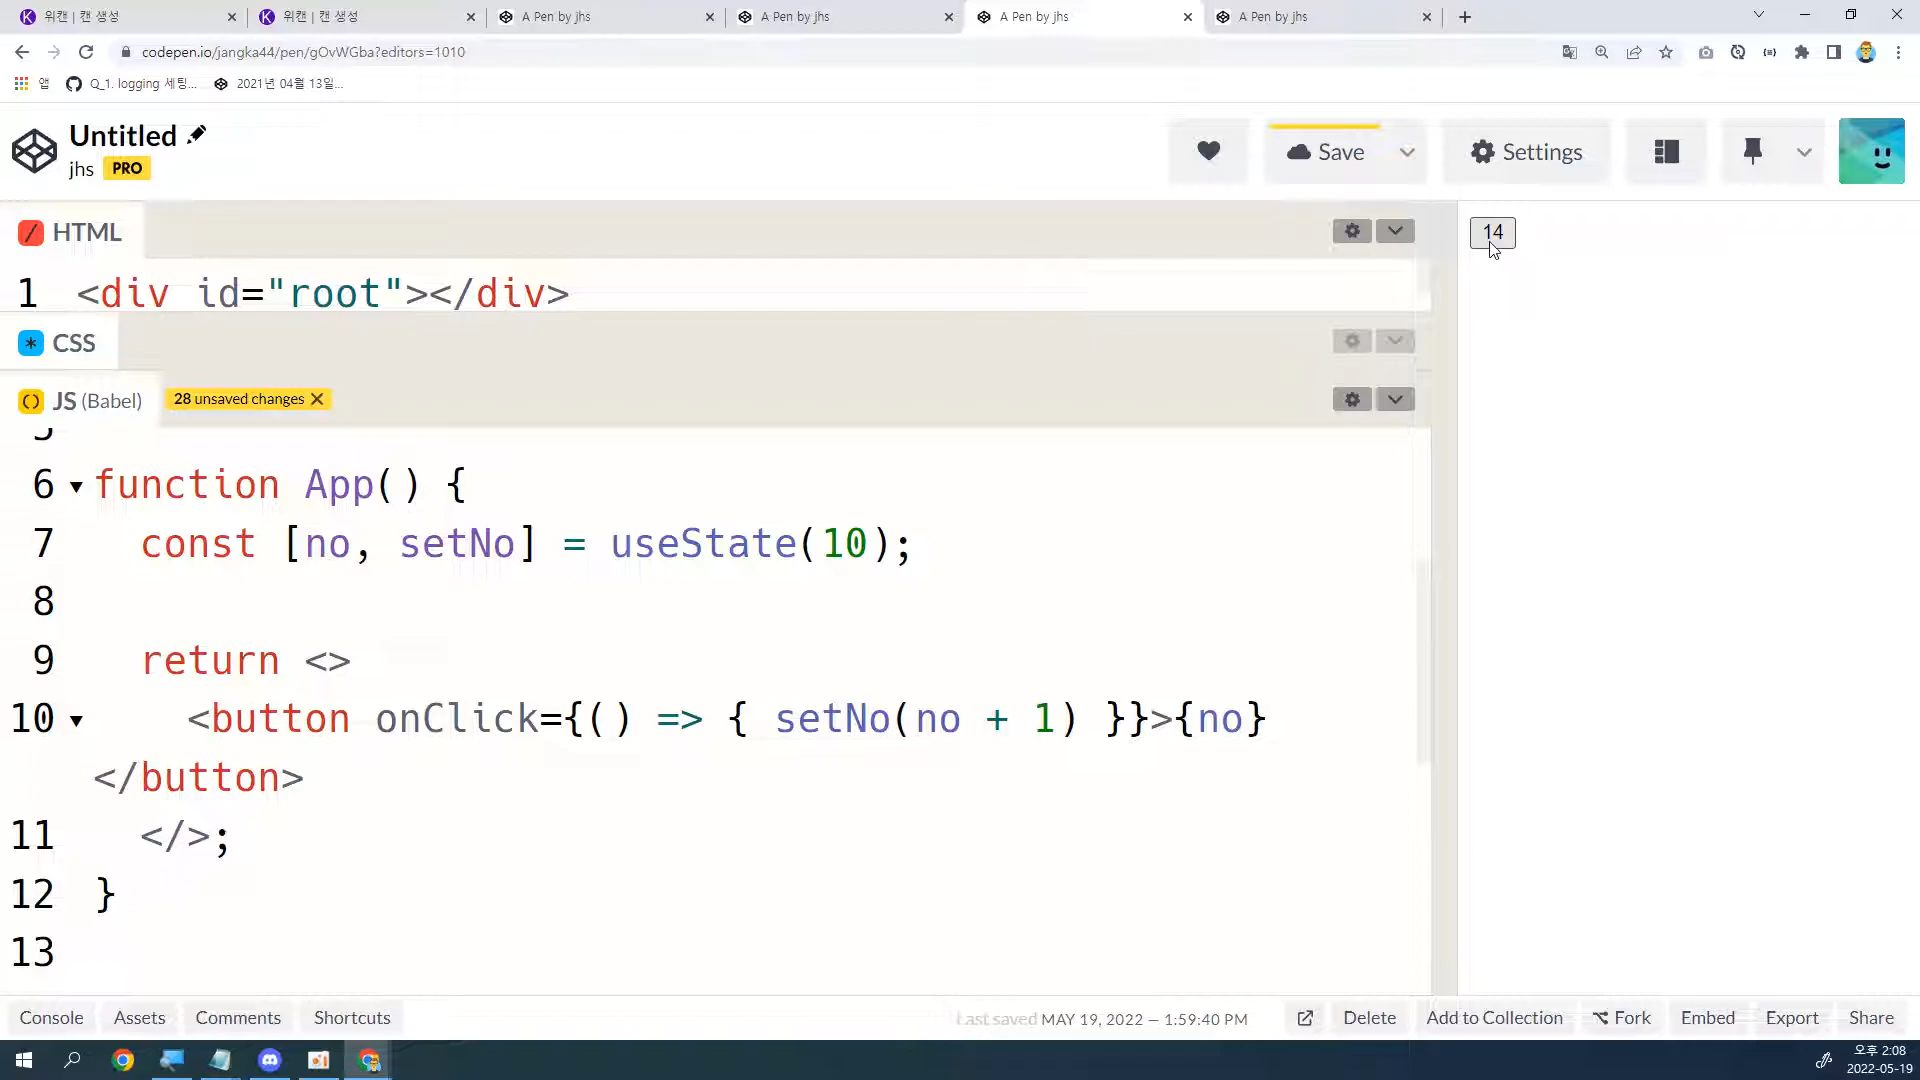 위캔 | 캔 생성
위캔 | 캔 생성
A Pen by jhs
A Pen by jhs
A Pen by jhs
A Pen by jhs
codepen.io/jangka44/pen/gOvWGba?editors=1010
앱
Q_1. logging 세팅...
2021년 04월 13일...
Untitled
jhs PRO
Save
Settings
HTML
14
1 <div id="root"></div>
CSS
JS (Babel)
28 unsaved changes
5
6 function App() {
7 const [no, setNo] = useState(10);
8
9 return <>
10 <button onClick={() => { setNo(no + 1) }}>{no}
</button>
11 </>;
12 }
13
Console
Assets
Comments
Shortcuts
Last saved MAY 19, 2022 — 1:59:40 PM
Delete
Add to Collection
Fork
Embed
Export
Share
오후 2:08
2022-05-19